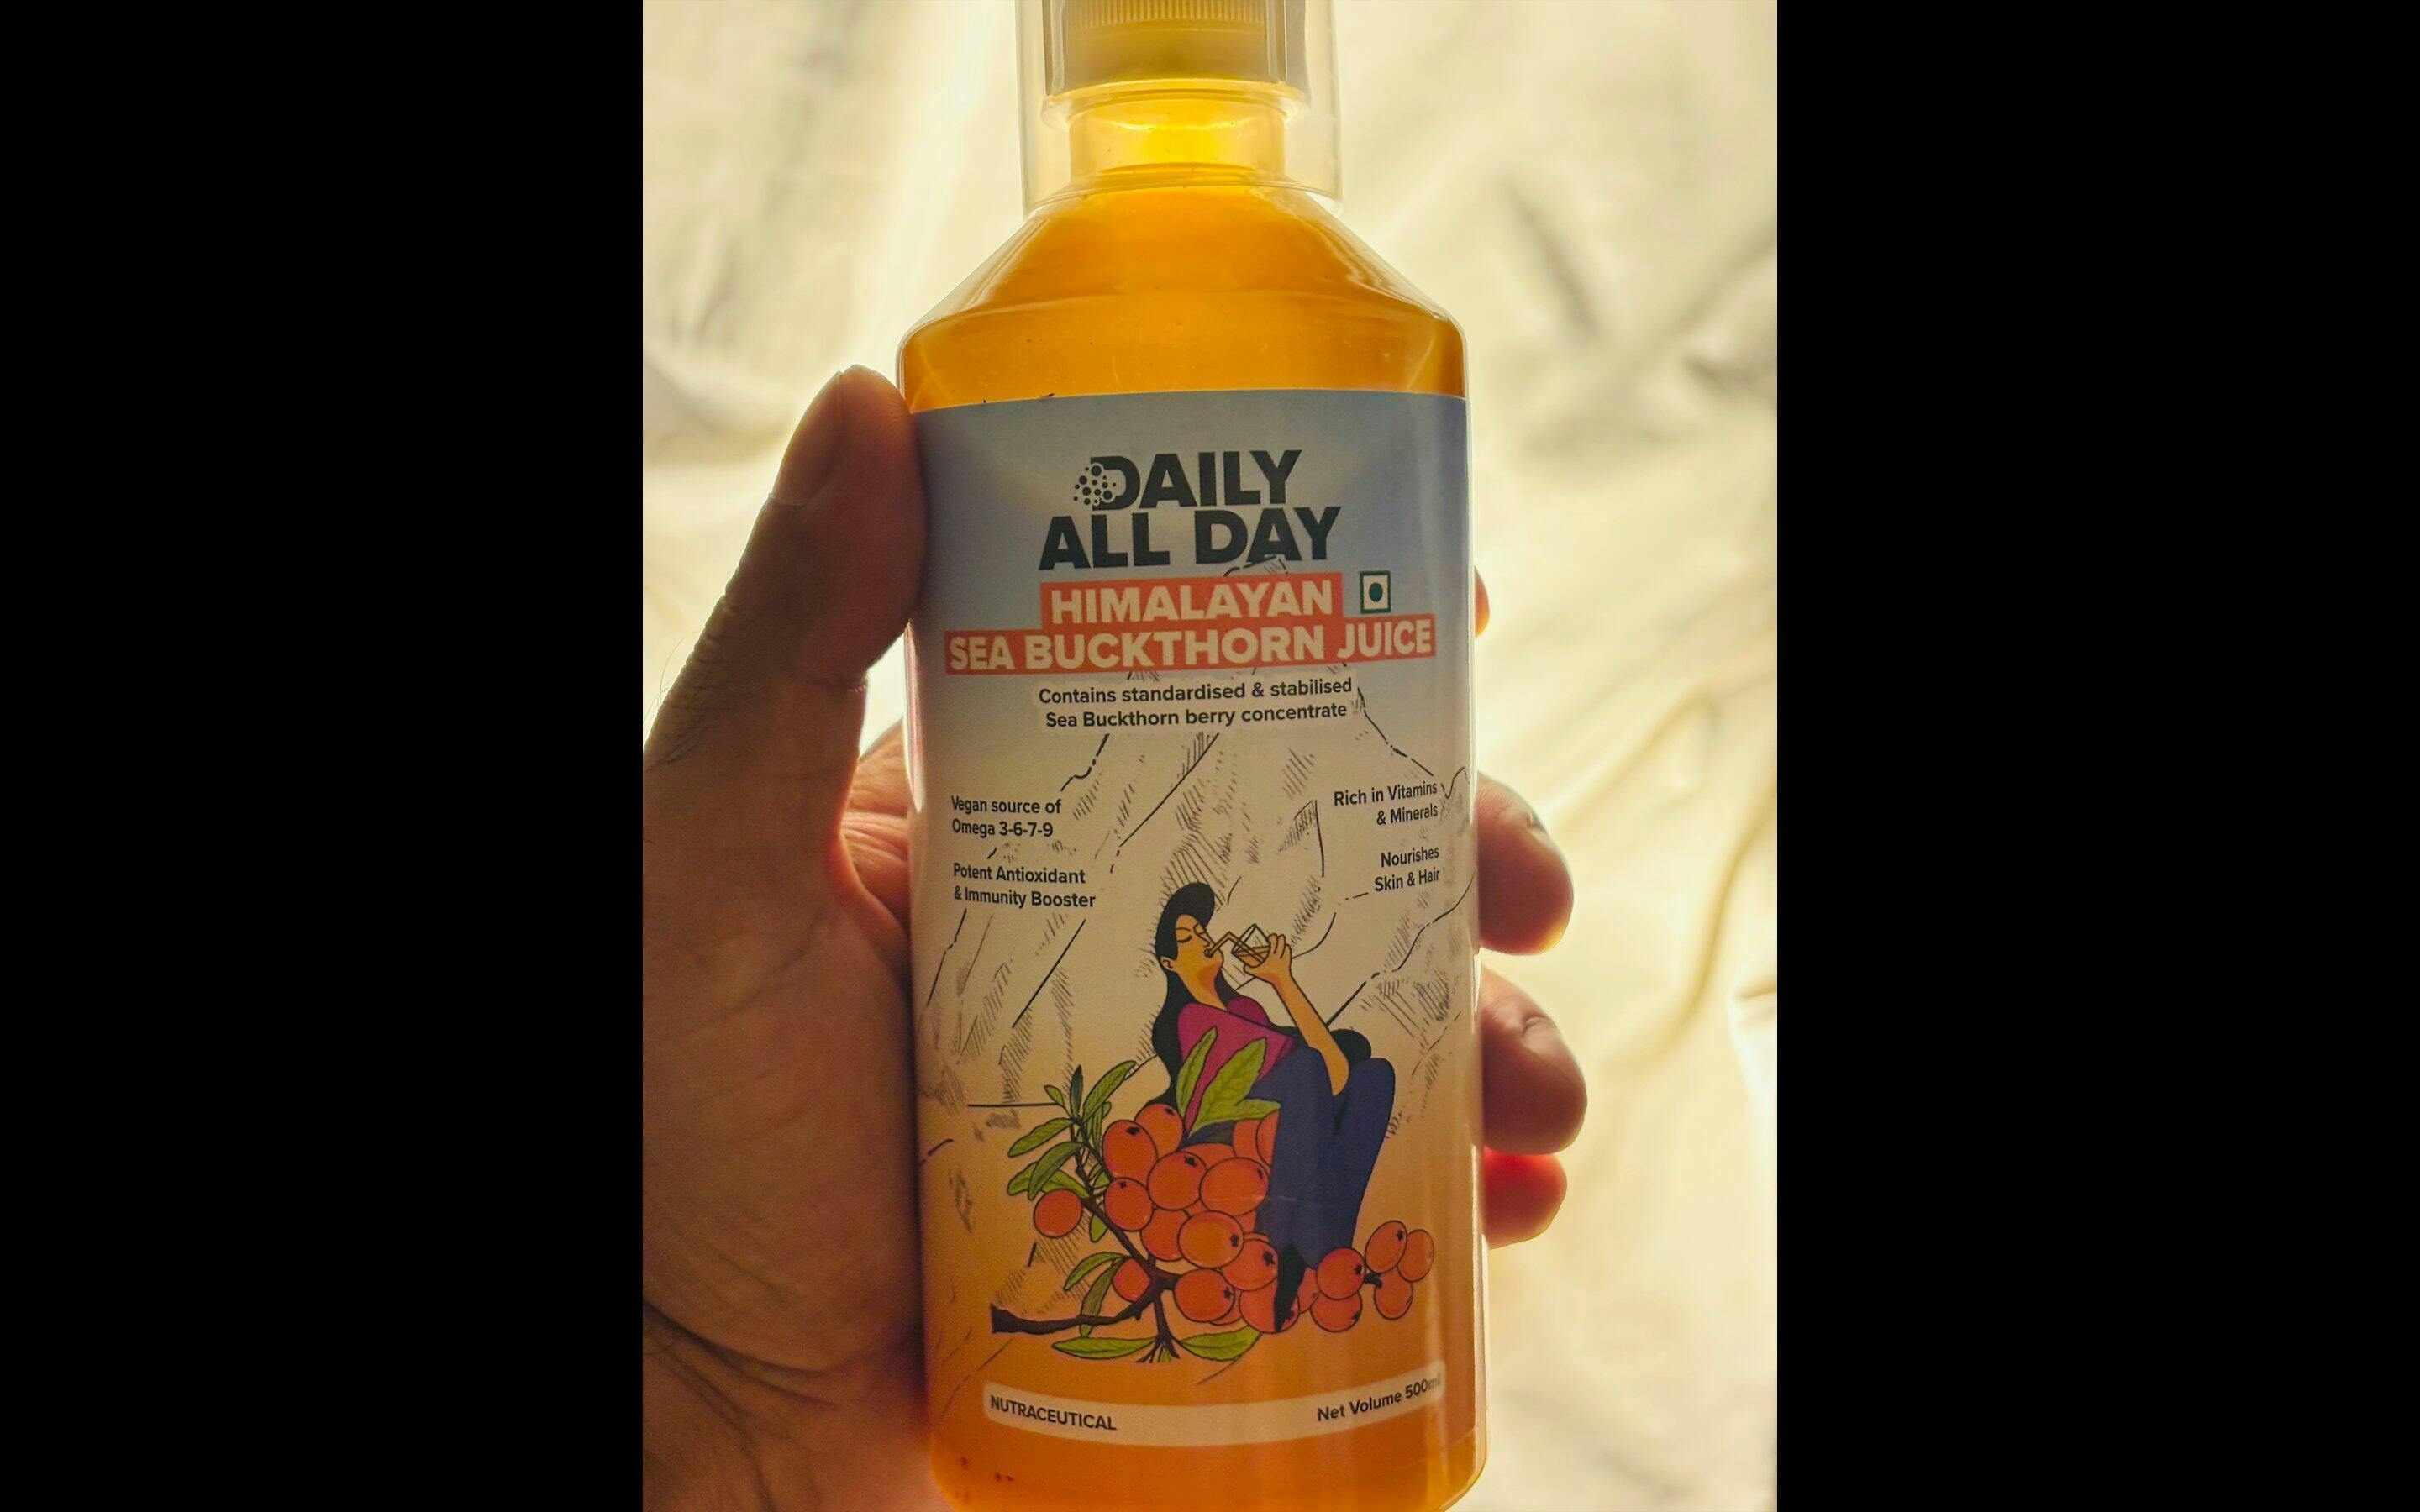 DAILY
ALL DAY
HIMALAYAN
SEA BUCKTHORN JUICE
Contains standardised & stabilised
Sea Buckthorn berry concentrate
Vegan source of
Omega 3-6-7-9
Potent Antioxidant
& Immunity Booster
Rich in Vitamins
& Minerals
Nourishes
Skin & Hair
NUTRACEUTICAL
Net Volume 500ml